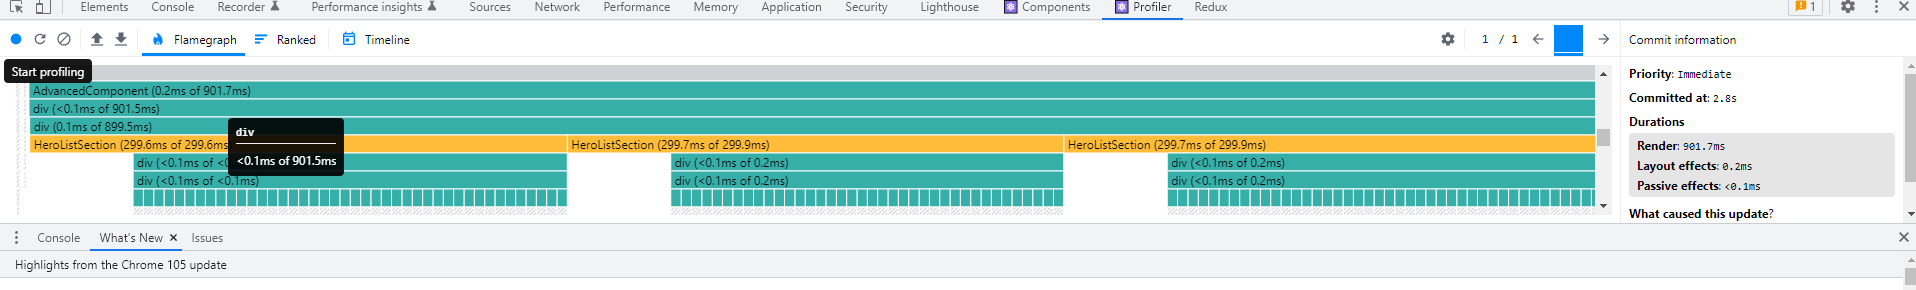 Elements Console Recorder Performance insights Sources Network Performance Memory Application Security Lighthouse Components Profiler Redux 1
Flamegraph Ranked Timeline 1 / 1 Commit information
Start profiling
Priority: Immediate
AdvancedComponent (0.2ms of 901.7ms)
Committed at: 2.8s
div (<0.1ms of 901.5ms)
Durations
div (0.1ms of 899.5ms)
div
<0.1ms of 901.5ms
HeroListSection (299.6ms of 299.6ms HeroListSection (299.7ms of 299.9ms) HeroListSection (299.7ms of 299.9ms)
Render: 901.7ms
div (<0.1ms of <0 div (<0.1ms of 0.2ms) div (<0.1ms of 0.2ms)
Layout effects: 0.2ms
div (<0.1ms of <0.1ms) div (<0.1ms of 0.2ms) div (<0.1ms of 0.2ms)
Passive effects: <0.1ms
What caused this update?
Console What's New Issues
Highlights from the Chrome 105 update